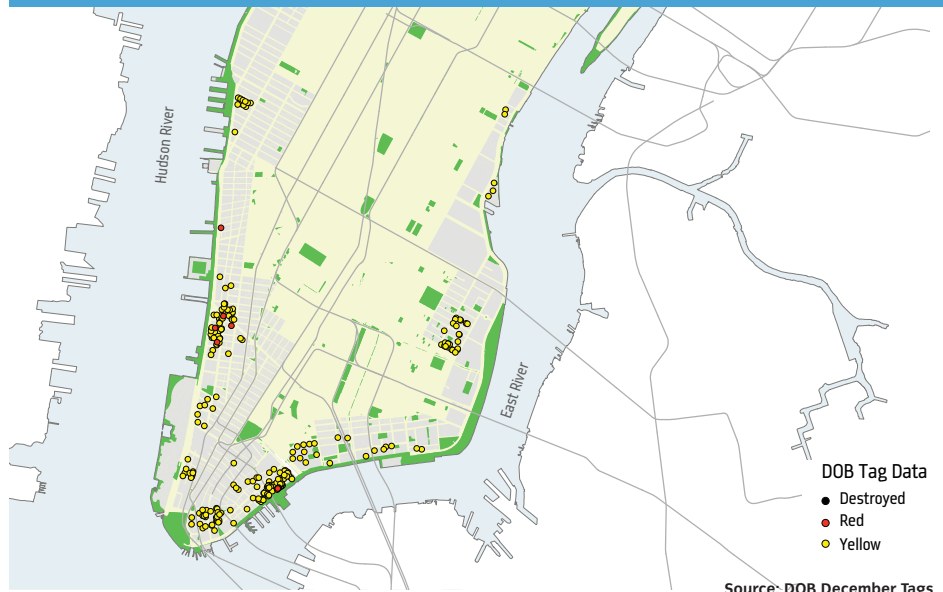 Hudson River
East River
DOB Tag Data
Destroyed
Red
Yellow
Source: DOB December Tags